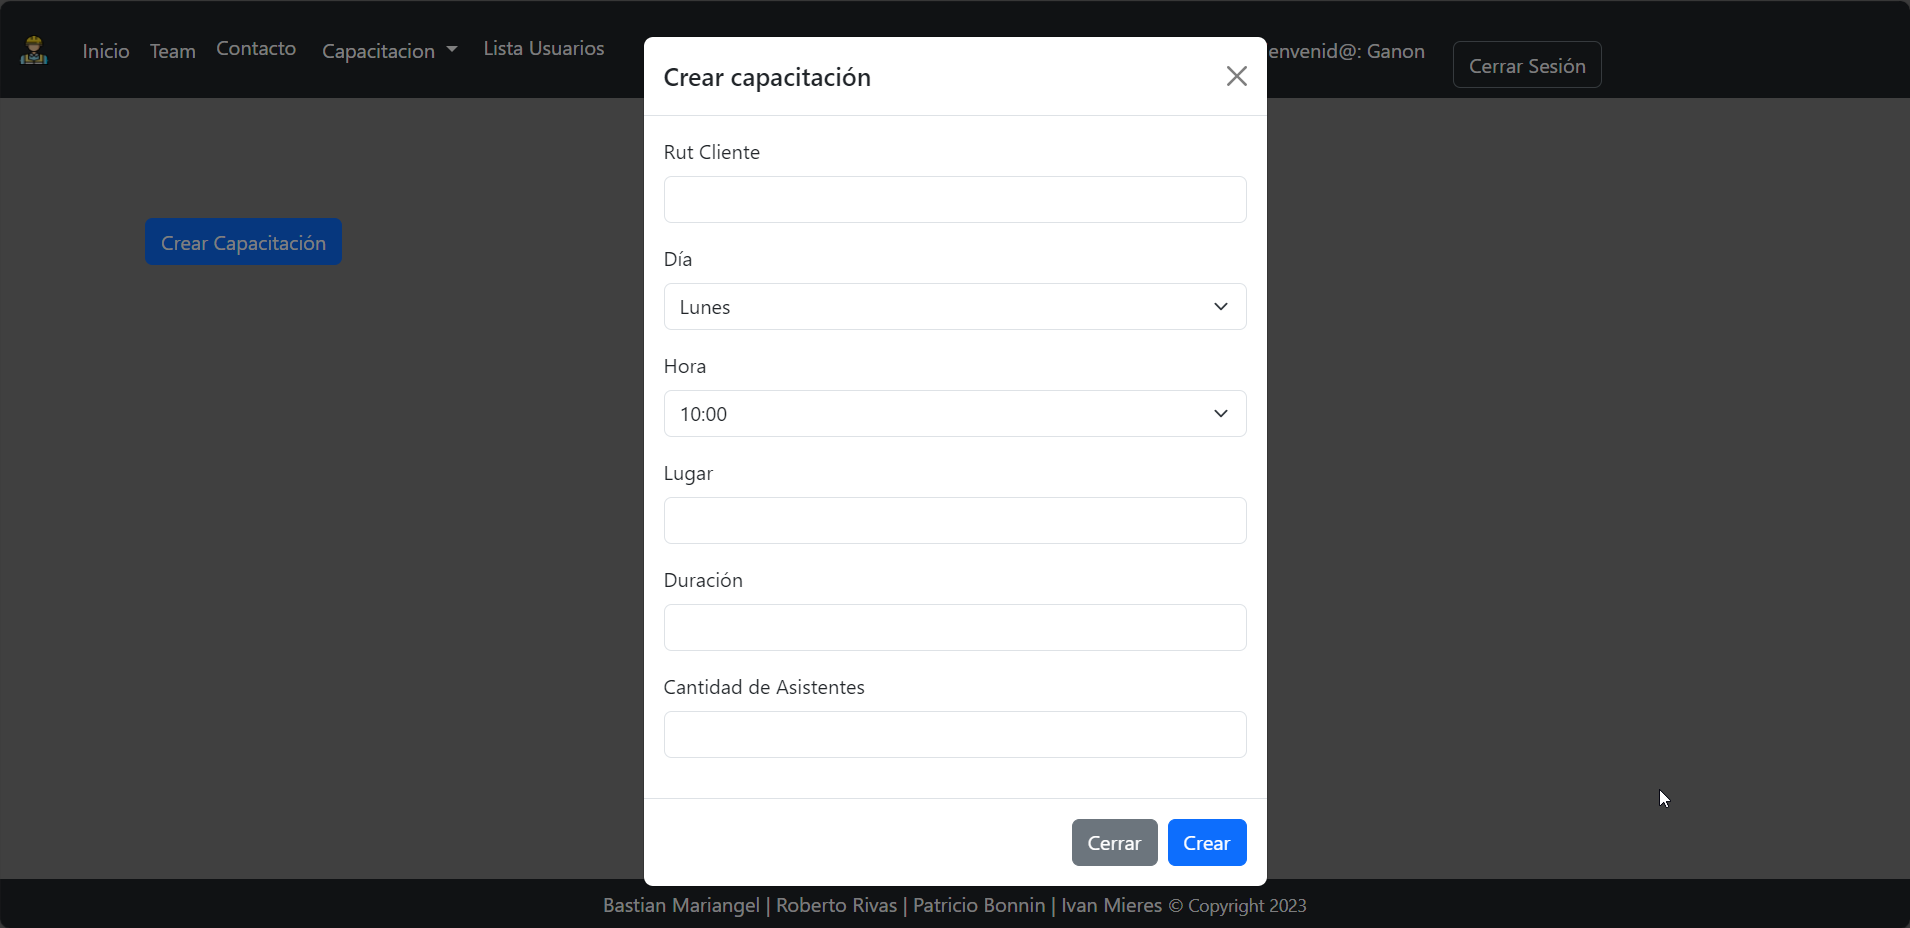 Inicio Team Contacto Capacitacion Lista Usuarios envenid@: Ganon Cerrar Sesión
Crear Capacitación
Crear capacitación
Rut Cliente
Día
Lunes
Hora
10:00
Lugar
Duración
Cantidad de Asistentes
Cerrar Crear
Bastian Mariangel | Roberto Rivas | Patricio Bonnin | Ivan Mieres © Copyright 2023